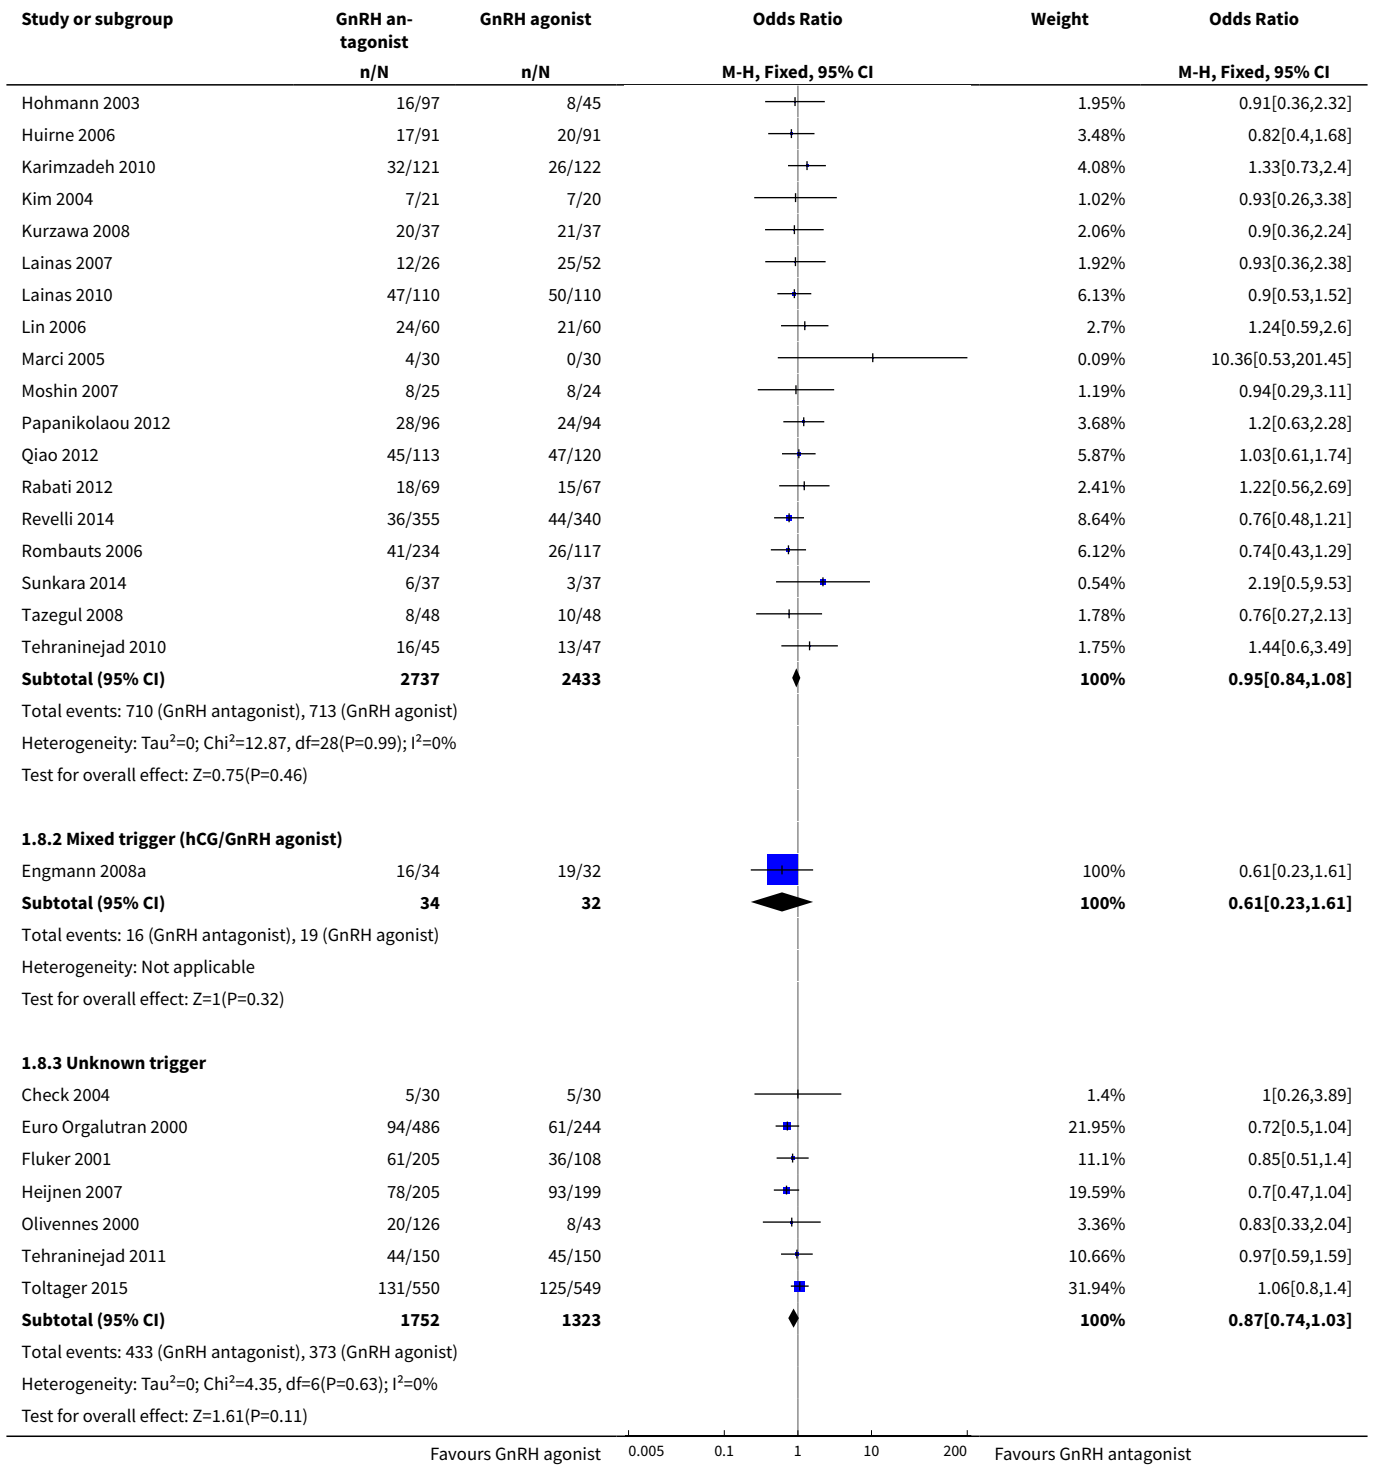 Study or subgroup GnRH an- GnRH agonist Odds Ratio Weight Odds Ratio
tagonist
n/N n/N M-H, Fixed, 95% CI M-H, Fixed, 95% CI
Hohmann 2003 16/97 8/45 1.95% 0.91[0.36,2.32]
Huirne 2006 17/91 20/91 3.48% 0.82[0.4,1.68]
Karimzadeh 2010 32/121 26/122 4.08% 1.33[0.73,2.4]
Kim 2004 7/21 7/20 1.02% 0.93[0.26,3.38]
Kurzawa 2008 20/37 21/37 2.06% 0.9[0.36,2.24]
Lainas 2007 12/26 25/52 1.92% 0.93[0.36,2.38]
Lainas 2010 47/110 50/110 6.13% 0.9[0.53,1.52]
Lin 2006 24/60 21/60 2.7% 1.24[0.59,2.6]
Marci 2005 4/30 0/30 0.09% 10.36[0.53,201.45]
Moshin 2007 8/25 8/24 1.19% 0.94[0.29,3.11]
Papanikolaou 2012 28/96 24/94 3.68% 1.2[0.63,2.28]
Qiao 2012 45/113 47/120 5.87% 1.03[0.61,1.74]
Rabati 2012 18/69 15/67 2.41% 1.22[0.56,2.69]
Revelli 2014 36/355 44/340 8.64% 0.76[0.48,1.21]
Rombauts 2006 41/234 26/117 6.12% 0.74[0.43,1.29]
Sunkara 2014 6/37 3/37 0.54% 2.19[0.5,9.53]
Tazegul 2008 8/48 10/48 1.78% 0.76[0.27,2.13]
Tehraninejad 2010 16/45 13/47 1.75% 1.44[0.6,3.49]
Subtotal (95% CI) 2737 2433 100% 0.95[0.84,1.08]
Total events: 710 (GnRH antagonist), 713 (GnRH agonist)
Heterogeneity: Tau²=0; Chi²=12.87, df=28(P=0.99); I²=0%
Test for overall effect: Z=0.75(P=0.46)
1.8.2 Mixed trigger (hCG/GnRH agonist)
Engmann 2008a 16/34 19/32 100% 0.61[0.23,1.61]
Subtotal (95% CI) 34 32 100% 0.61[0.23,1.61]
Total events: 16 (GnRH antagonist), 19 (GnRH agonist)
Heterogeneity: Not applicable
Test for overall effect: Z=1(P=0.32)
1.8.3 Unknown trigger
Check 2004 5/30 5/30 1.4% 1[0.26,3.89]
Euro Orgalutran 2000 94/486 61/244 21.95% 0.72[0.5,1.04]
Fluker 2001 61/205 36/108 11.1% 0.85[0.51,1.4]
Heijnen 2007 78/205 93/199 19.59% 0.7[0.47,1.04]
Olivennes 2000 20/126 8/43 3.36% 0.83[0.33,2.04]
Tehraninejad 2011 44/150 45/150 10.66% 0.97[0.59,1.59]
Toltager 2015 131/550 125/549 31.94% 1.06[0.8,1.4]
Subtotal (95% CI) 1752 1323 100% 0.87[0.74,1.03]
Total events: 433 (GnRH antagonist), 373 (GnRH agonist)
Heterogeneity: Tau²=0; Chi²=4.35, df=6(P=0.63); I²=0%
Test for overall effect: Z=1.61(P=0.11)
Favours GnRH agonist 0.005 0.1 1 10 200 Favours GnRH antagonist